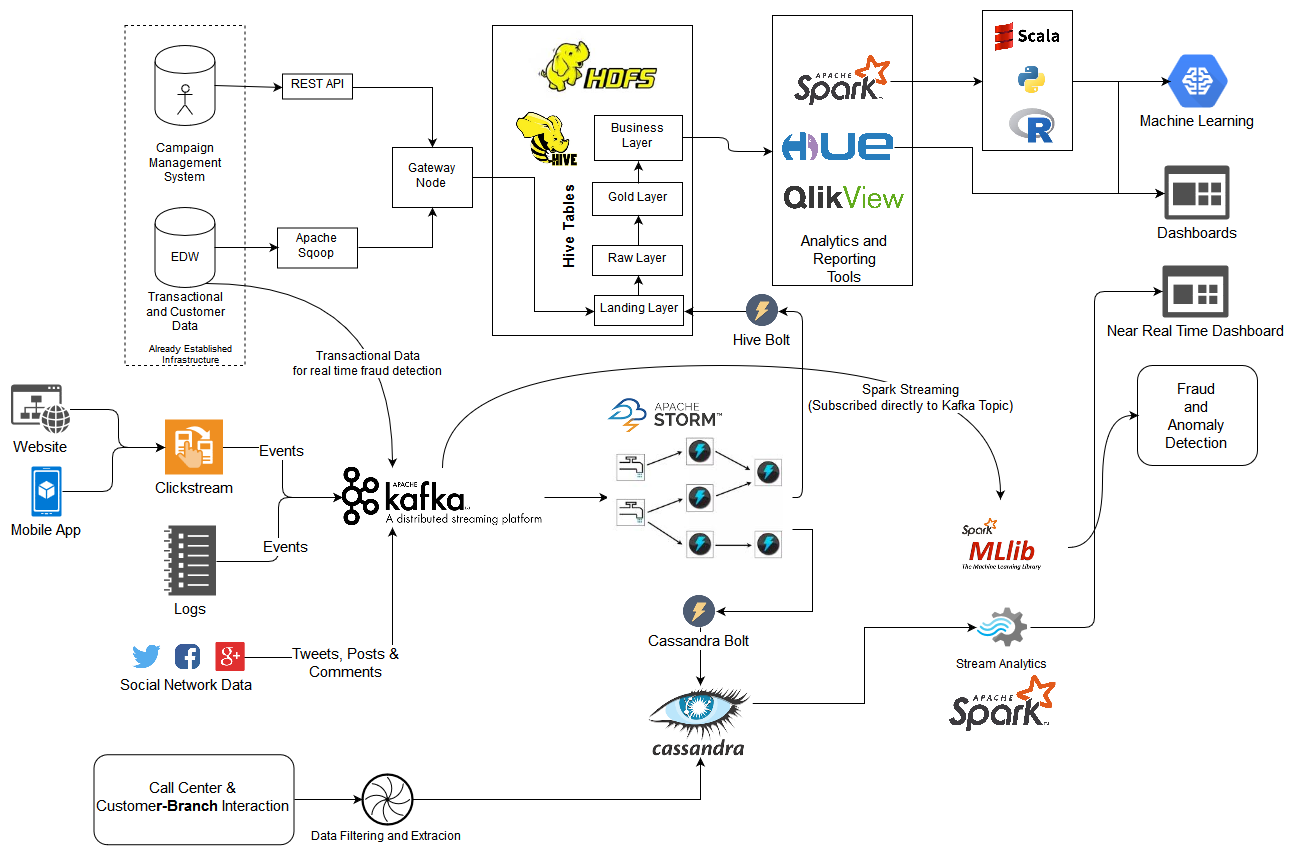 Campaign
Management
System
REST API
EDW
Apache
Sqoop
Transactional
and Customer
Data
Already Established
Infrastructure
Gateway
Node
HDFS
HIVE
Hive Tables
Business
Layer
Gold Layer
Raw Layer
Landing Layer
APACHE
Spark
HUE
QlikView
Analytics and
Reporting
Tools
Scala
R
Machine Learning
Dashboards
Near Real Time Dashboard
Hive Bolt
Transactional Data
for real time fraud detection
Spark Streaming
(Subscribed directly to Kafka Topic)
Fraud
and
Anomaly
Detection
Website
Mobile App
Clickstream
Events
Logs
Events
APACHE
kafka
A distributed streaming platform
APACHE
STORM™
Spark
MLlib
The Machine Learning Library
g+
Social Network Data
Tweets, Posts &
Comments
Cassandra Bolt
cassandra
Stream Analytics
APACHE
Spark
Call Center &
Customer-Branch Interaction
Data Filtering and Extracion